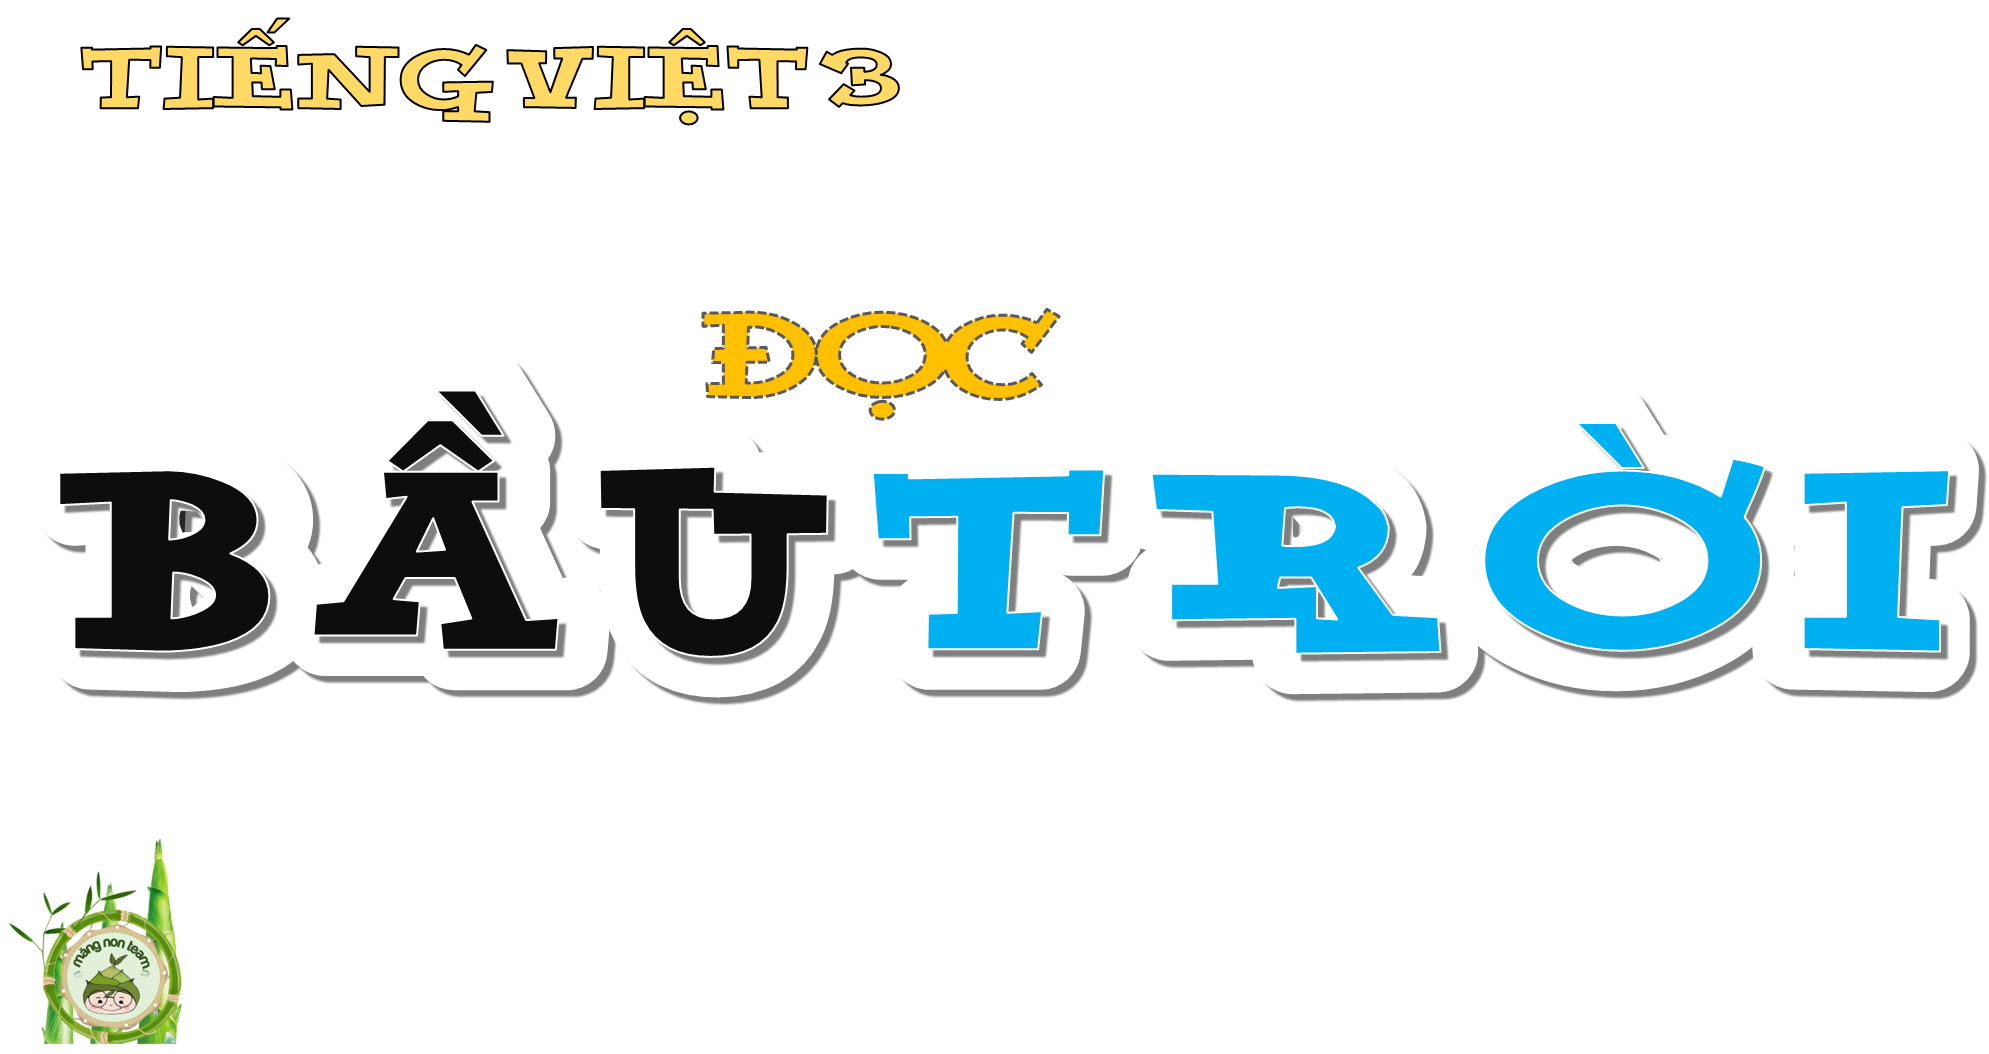 TIẾNG VIỆT 3
ĐỌC
BẦU TRỜI
măng non team